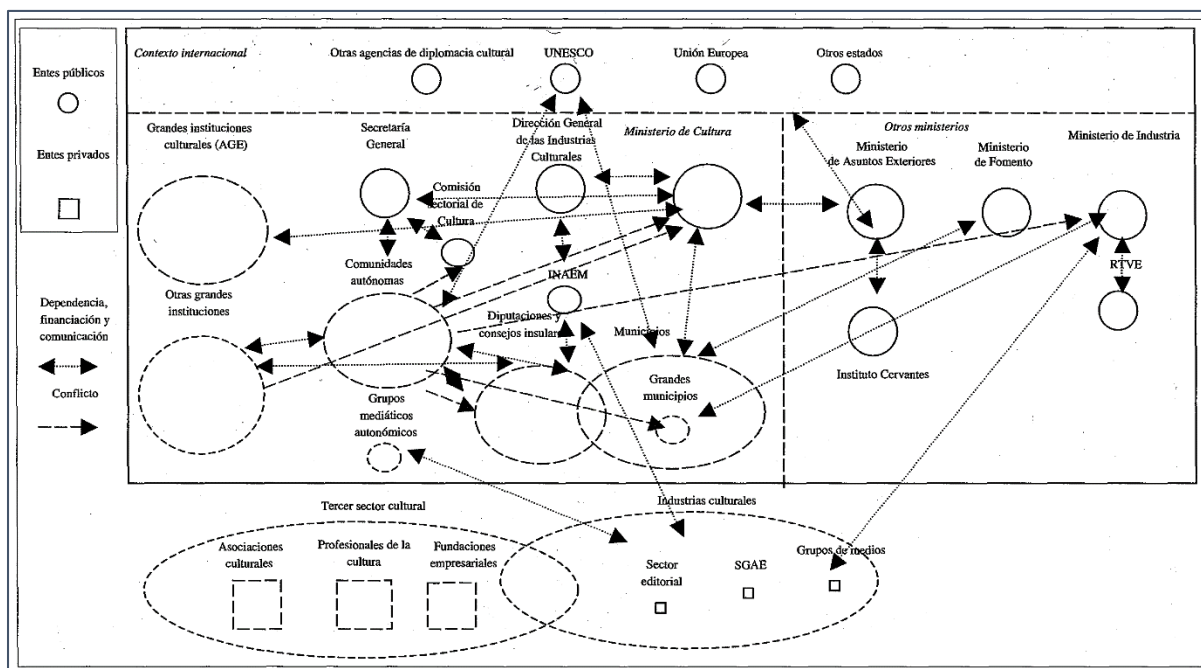 Entes públicos
Entes privados
Dependencia,
financiación y
comunicación
Conflicto
Contexto internacional
Otras agencias de diplomacia cultural
UNESCO
Unión Europea
Otros estados
Grandes instituciones
culturales (AGE)
Secretaría
General
Dirección General
de las Industrias
Culturales
Ministerio de Cultura
Otros ministerios
Ministerio
de Asuntos Exteriores
Ministerio
de Fomento
Ministerio de Industria
Comisión
sectorial de
Cultura
Comunidades
autónomas
INAEM
RTVE
Otras grandes
instituciones
Diputaciones y
consejos insulares
Municipios
Grandes
municipios
Instituto Cervantes
Grupos
mediáticos
autonómicos
Tercer sector cultural
Industrias culturales
Asociaciones
culturales
Profesionales de la
cultura
Fundaciones
empresariales
Sector
editorial
SGAE
Grupos de medios